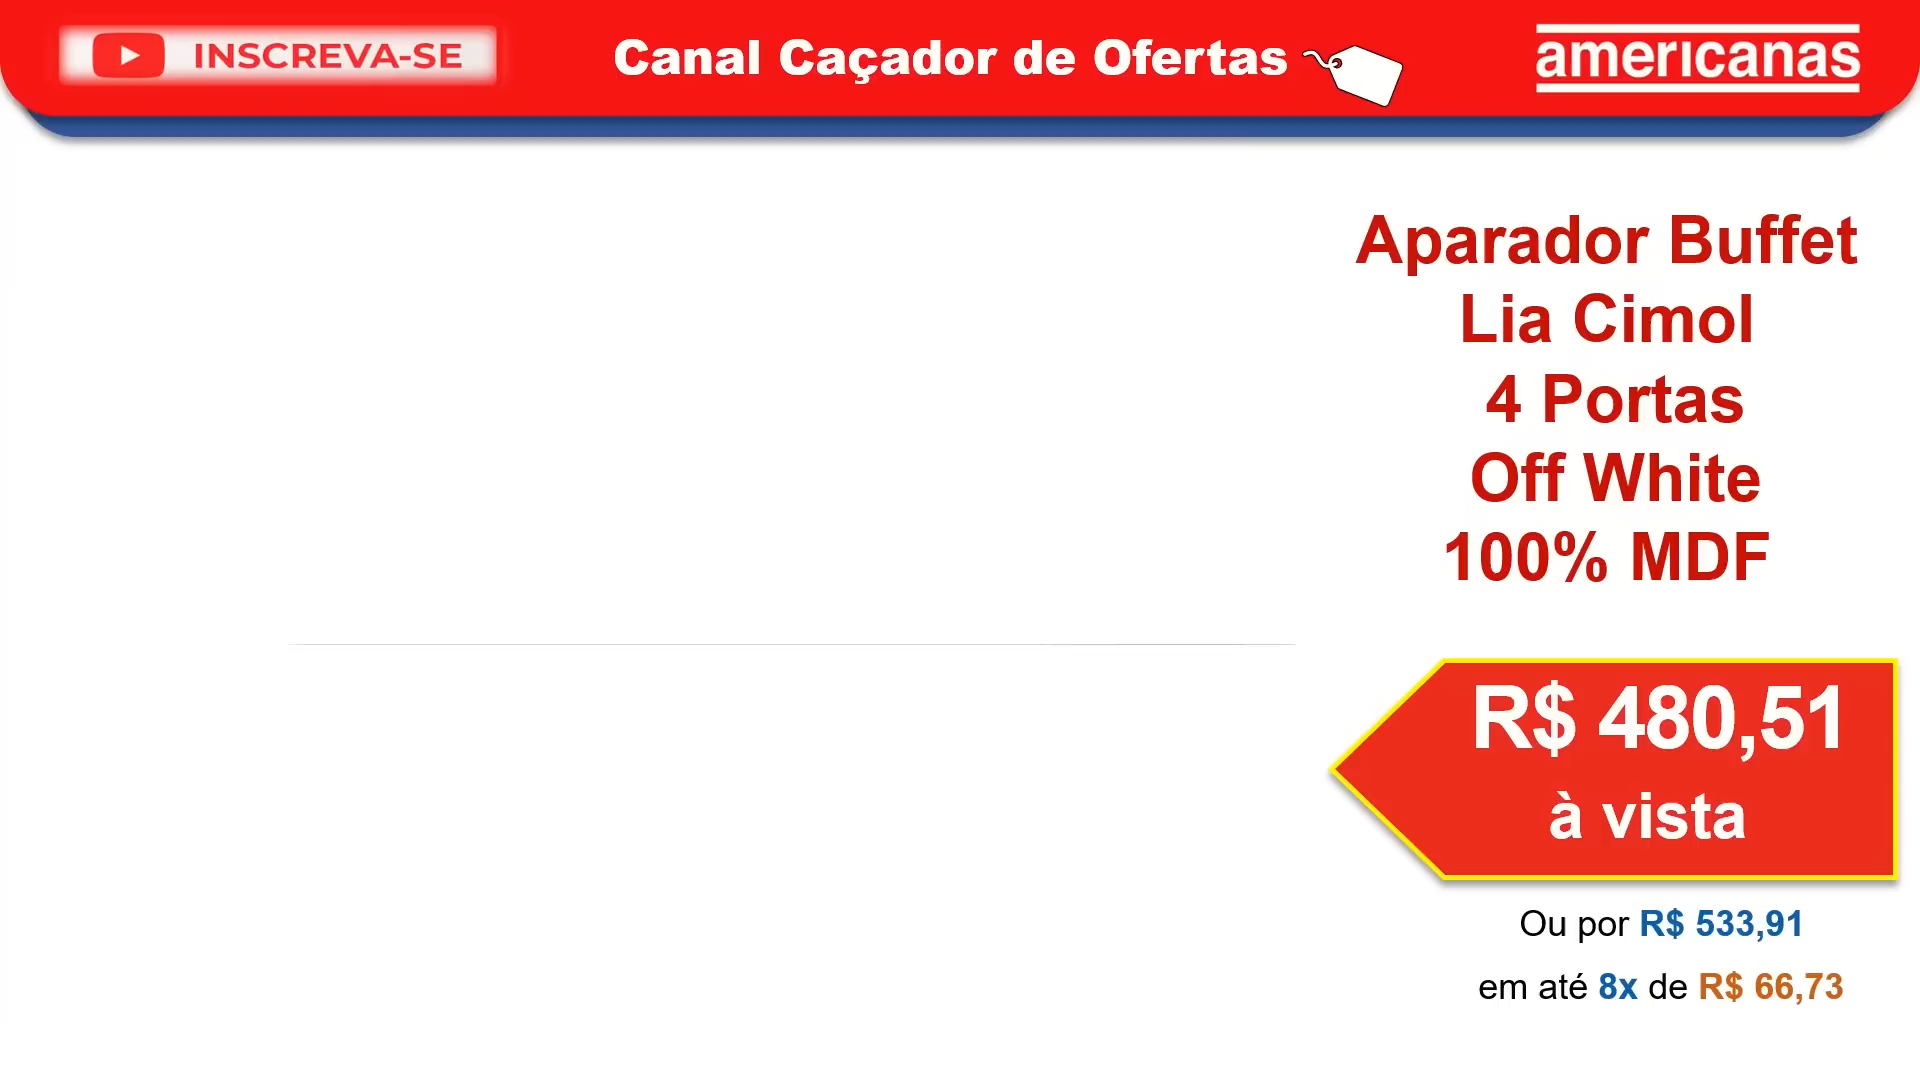 INSCREVA-SE
Canal Caçador de Ofertas
americanas
Aparador Buffet
Lia Cimol
4 Portas
Off White
100% MDF
R$ 480,51
à vista
Ou por R$ 533,91
em até 8x de R$ 66,73